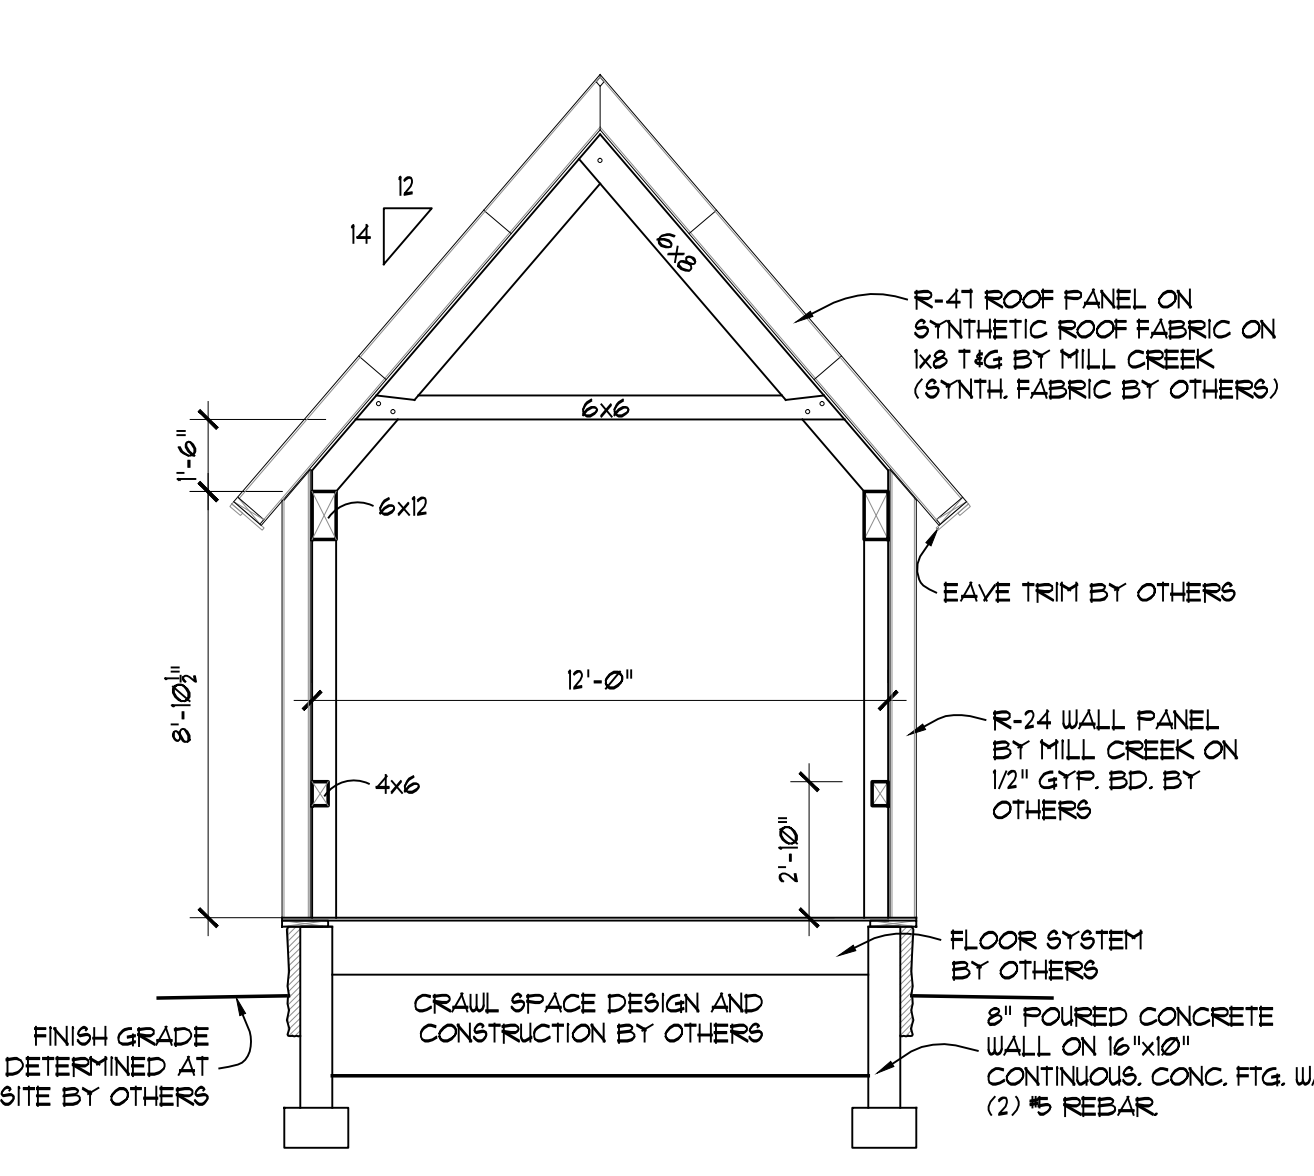 12
14
6x8
R-47 ROOF PANEL ON
SYNTHETIC ROOF FABRIC ON
1x8 T&G BY MILL CREEK
(SYNTH. FABRIC BY OTHERS)
6x6
1'-6"
6x12
EAVE TRIM BY OTHERS
8'-10½"
12'-0"
R-24 WALL PANEL
BY MILL CREEK ON
1/2" GYP. BD. BY
OTHERS
4x6
2'-10"
FLOOR SYSTEM
BY OTHERS
CRAWL SPACE DESIGN AND
CONSTRUCTION BY OTHERS
FINISH GRADE
DETERMINED AT
SITE BY OTHERS
8" POURED CONCRETE
WALL ON 16"x10"
CONTINUOUS. CONC. FTG.
(2) #5 REBAR.